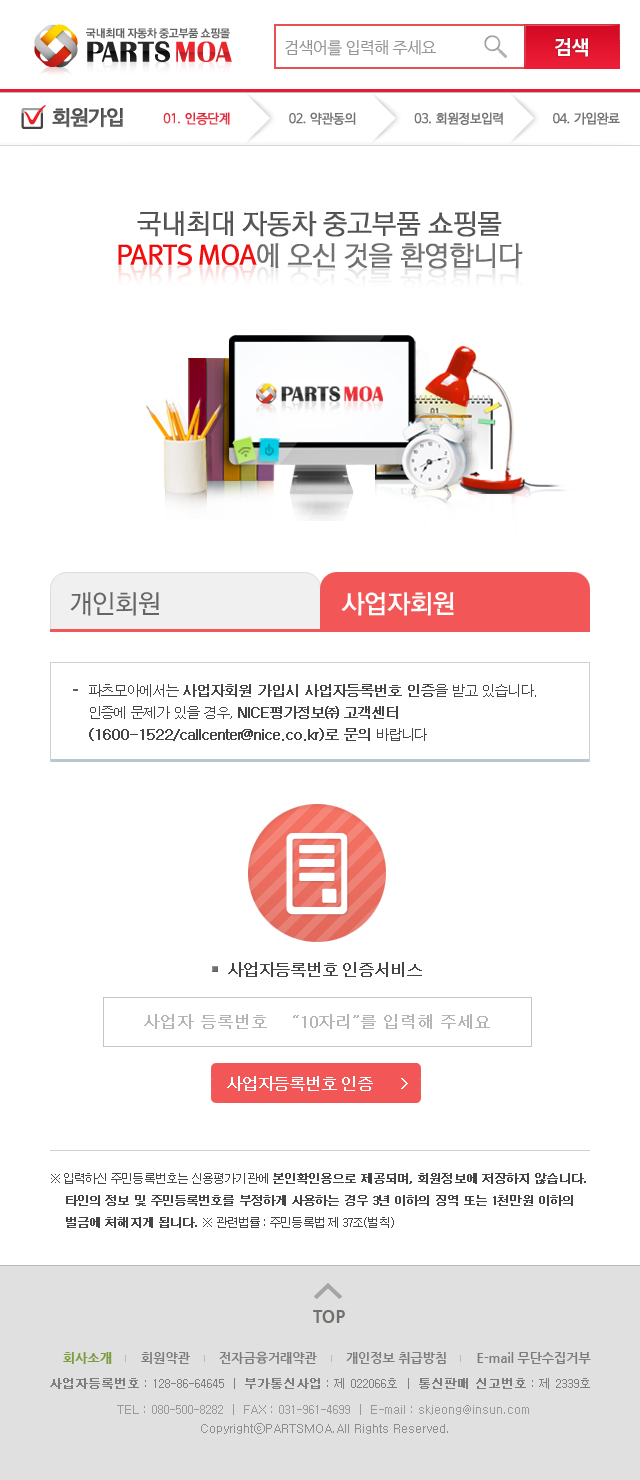 국내최대 자동차 중고부품 쇼핑몰
PARTS MOA
검색어를 입력해 주세요
검색
회원가입
01. 인증단계
02. 약관동의
03. 회원정보입력
04. 가입완료
국내최대 자동차 중고부품 쇼핑몰
PARTS MOA에 오신 것을 환영합니다
PARTS MOA
01
개인회원
사업자회원
- 파츠모아에서는 사업자회원 가입시 사업자등록번호 인증을 받고 있습니다.
인증에 문제가 있을 경우, NICE평가정보㈜ 고객센터
(1600-1522/callcenter@nice.co.kr)로 문의 바랍니다
사업자등록번호 인증서비스
사업자 등록번호 “10자리”를 입력해 주세요
사업자등록번호 인증 >
※ 입력하신 주민등록번호는 신용평가기관에 본인확인용으로 제공되며, 회원정보에 저장하지 않습니다.
타인의 정보 및 주민등록번호를 부정하게 사용하는 경우 3년 이하의 징역 또는 1천만원 이하의
벌금에 처해지게 됩니다. ※ 관련법률 : 주민등록법 제 37조(벌칙)
TOP
회사소개 | 회원약관 | 전자금융거래약관 | 개인정보 취급방침 | E-mail 무단수집거부
사업자등록번호 : 128-86-64645 | 부가통신사업 : 제 022066호 | 통신판매 신고번호 : 제 2339호
TEL : 080-500-8282 | FAX : 031-961-4699 | E-mail : skjeong@insun.com
CopyrightⓒPARTSMOA.All Rights Reserved.